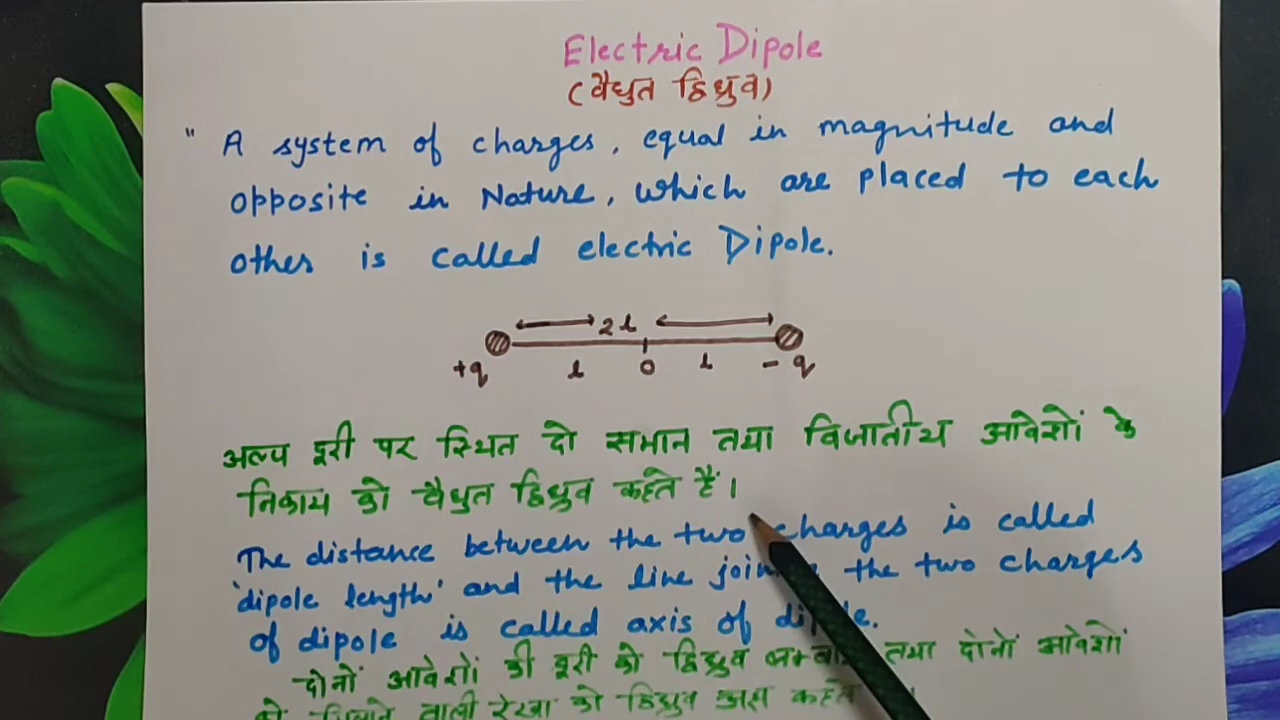 Electric Dipole
(वैधुत द्विध्रुव)
" A system of charges, equal in magnitude and
opposite in Nature, which are placed to each
other is called electric Dipole.
2l
+q l 0 l - q
अल्प दूरी पर स्थित दो समान तथा विजातीय आवेशों के
निकाय को वैधुत द्विध्रुव कहते हैं।
The distance between the two charges is called
'dipole length' and the line the two charges
of dipole is called axis of
दोनों आवेशों की दूरी को द्विध्रुव तथा दोनों आवेशों
वाली रेखा को द्विध्रुव अक्ष